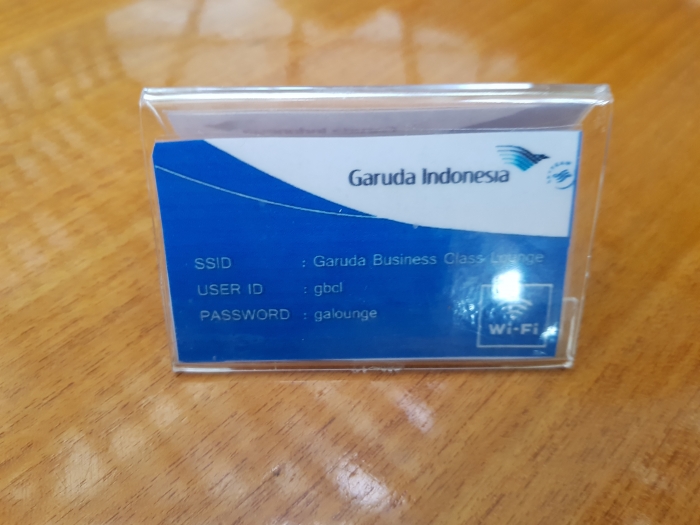 Garuda Indonesia
SSID : Garuda Business Class Lounge
USER ID : gbcl
PASSWORD : galounge
Wi-Fi